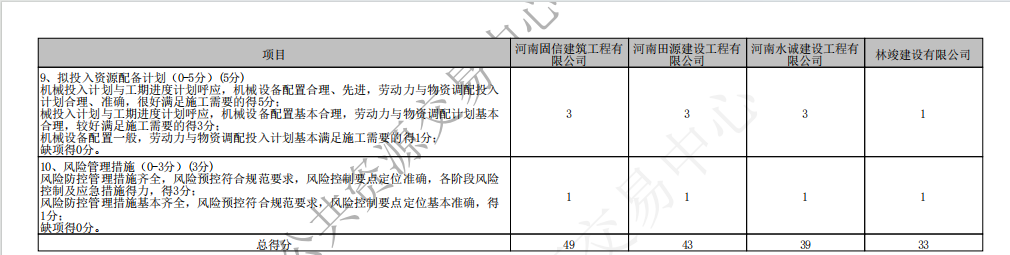 项目
河南固信建筑工程有限公司
河南田源建设工程有限公司
河南水诚建设工程有限公司
林竣建设有限公司
9、拟投入资源配备计划（0-5分）(5分)
机械投入计划与工期进度计划呼应，机械设备配置合理、先进，劳动力与物资调配投入
计划合理、准确，很好满足施工需要的得5分；
械投入计划与工期进度计划呼应，机械设备配置基本合理，劳动力与物资调配计划基本
合理，较好满足施工需要的得3分；
机械设备配置一般，劳动力与物资调配投入计划基本满足施工需要的得1分；
缺项得0分。
3
3
3
1
10、风险管理措施（0-3分）(3分)
风险防控管理措施齐全，风险预控符合规范要求，风险控制要点定位准确，各阶段风险
控制及应急措施得力，得3分；
风险防控管理措施基本齐全，风险预控符合规范要求，风险控制要点定位基本准确，得
1分；
缺项得0分。
1
1
1
1
总得分
49
43
39
33
公共资源交易中心
交易中心